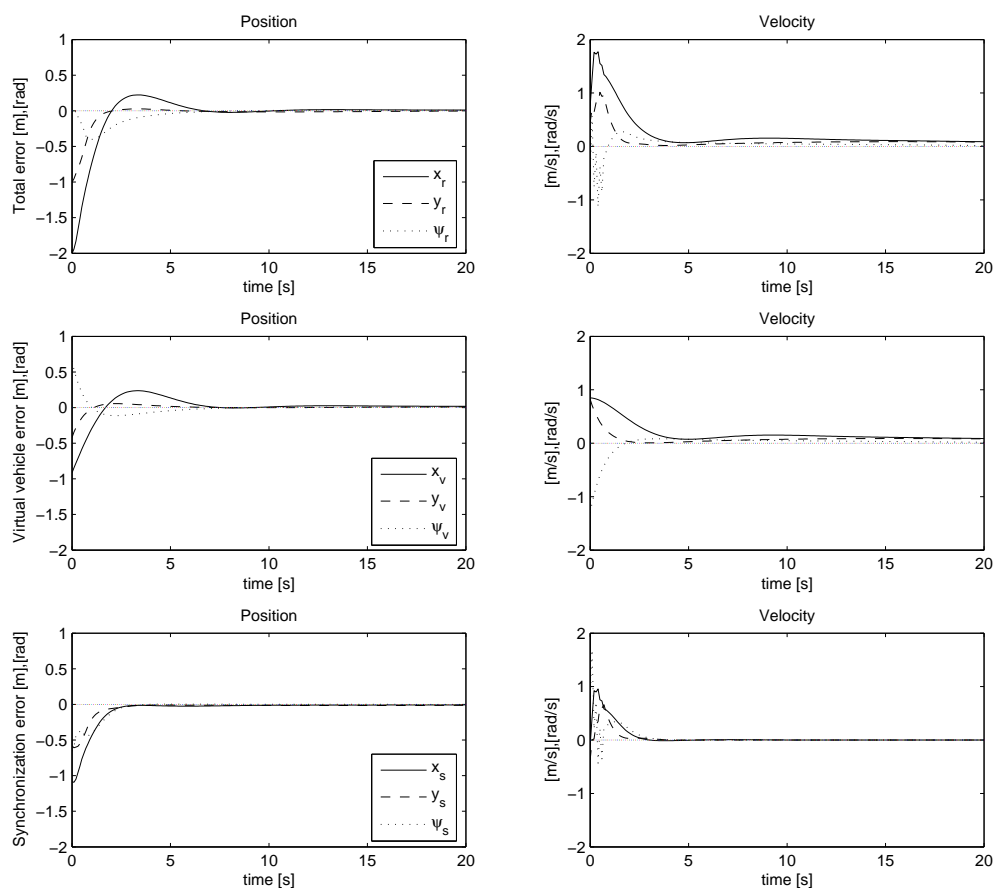 Position
Total error [m],[rad]
1
0.5
0
−0.5
−1
−1.5
−2
x_r
y_r
ψ_r
0 5 10 15 20
time [s]
Velocity
[m/s],[rad/s]
2
1
0
−1
−2
0 5 10 15 20
time [s]
Position
Virtual vehicle error [m],[rad]
1
0.5
0
−0.5
−1
−1.5
−2
x_v
y_v
ψ_v
0 5 10 15 20
time [s]
Velocity
[m/s],[rad/s]
2
1
0
−1
−2
0 5 10 15 20
time [s]
Position
Synchronization error [m],[rad]
1
0.5
0
−0.5
−1
−1.5
−2
x_s
y_s
ψ_s
0 5 10 15 20
time [s]
Velocity
[m/s],[rad/s]
2
1
0
−1
−2
0 5 10 15 20
time [s]